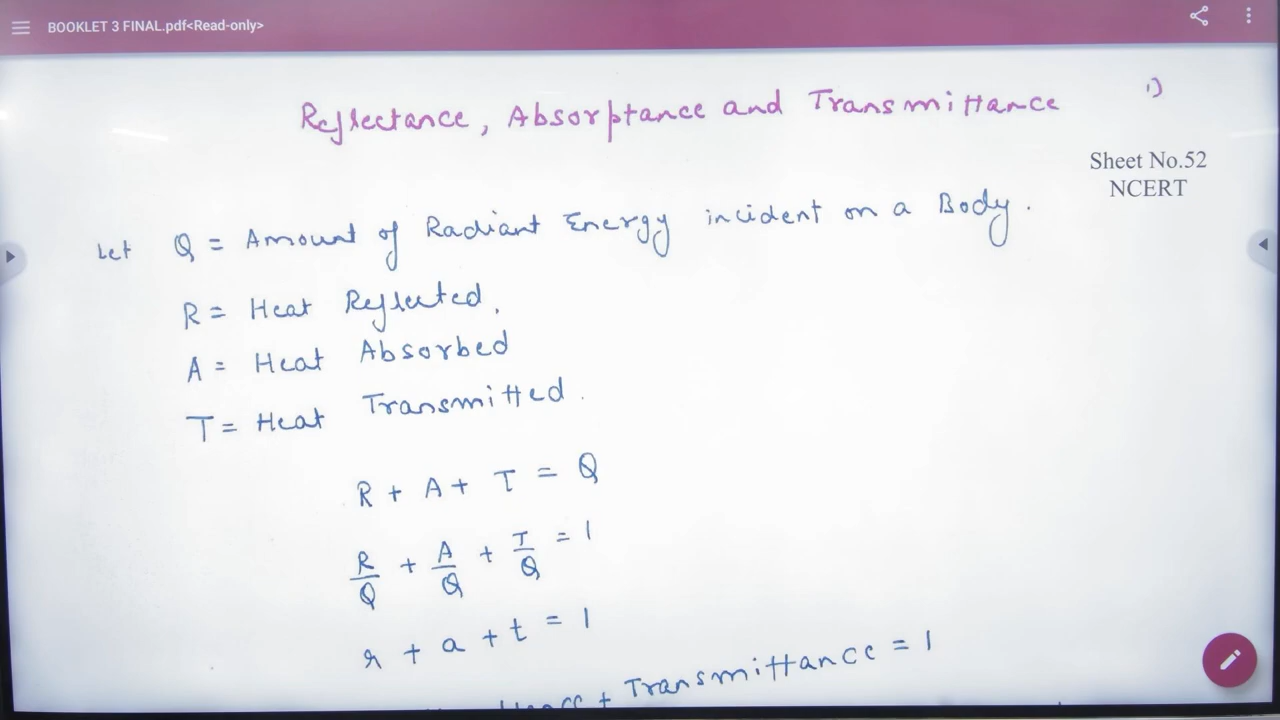 BOOKLET 3 FINAL.pdf<Read-only>
Reflectance, Absorptance and Transmittance
1)
Sheet No.52
NCERT
Let Q = Amount of Radiant Energy incident on a Body.
R = Heat Reflected,
A = Heat Absorbed
T = Heat Transmitted.
R + A + T = Q
R/Q + A/Q + T/Q = 1
r + a + t = 1
+ Transmittance = 1